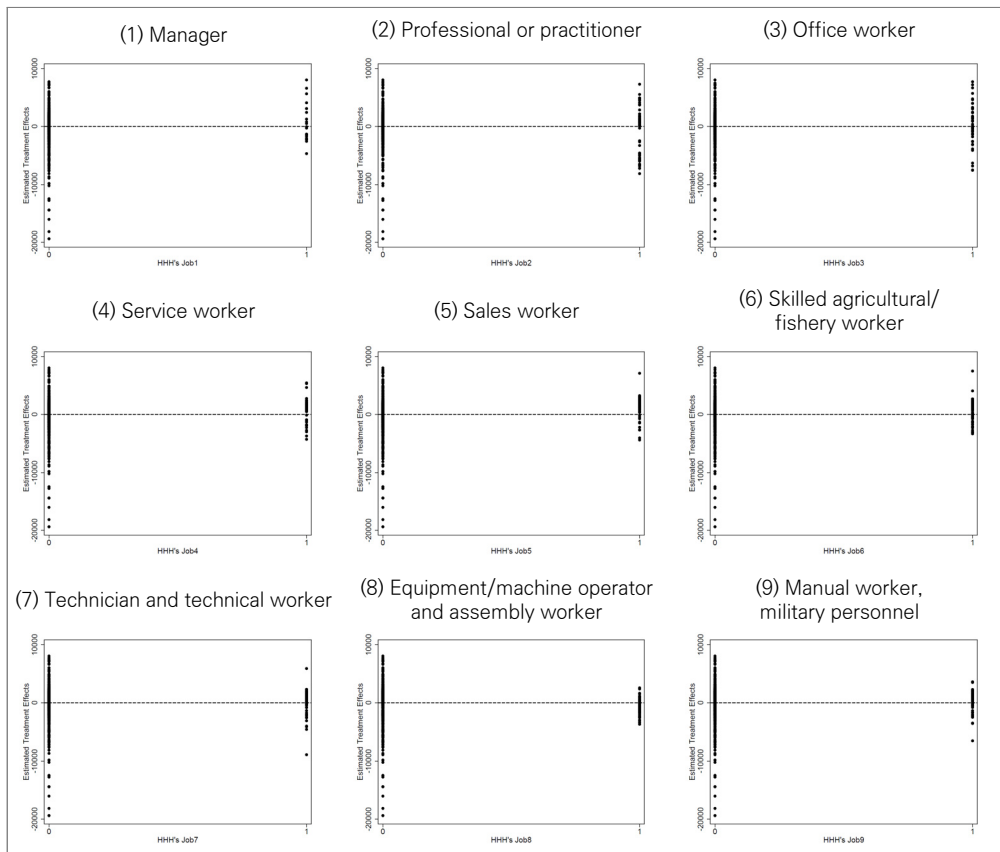 (1) Manager
(2) Professional or practitioner
(3) Office worker
Estimated Treatment Effects
10000
0
-10000
-20000
0
1
HHH's Job1
Estimated Treatment Effects
10000
0
-10000
-20000
0
1
HHH's Job2
Estimated Treatment Effects
10000
0
-10000
-20000
0
1
HHH's Job3
(4) Service worker
(5) Sales worker
(6) Skilled agricultural/
fishery worker
Estimated Treatment Effects
10000
0
-10000
-20000
0
1
HHH's Job4
Estimated Treatment Effects
10000
0
-10000
-20000
0
1
HHH's Job5
Estimated Treatment Effects
10000
0
-10000
-20000
0
1
HHH's Job6
(7) Technician and technical worker
(8) Equipment/machine operator
and assembly worker
(9) Manual worker,
military personnel
Estimated Treatment Effects
10000
0
-10000
-20000
0
1
HHH's Job7
Estimated Treatment Effects
10000
0
-10000
-20000
0
1
HHH's Job8
Estimated Treatment Effects
10000
0
-10000
-20000
0
1
HHH's Job9